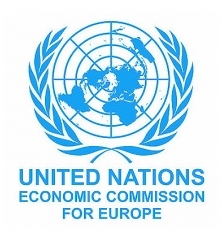 UNITED NATIONS
ECONOMIC COMMISSION
FOR EUROPE